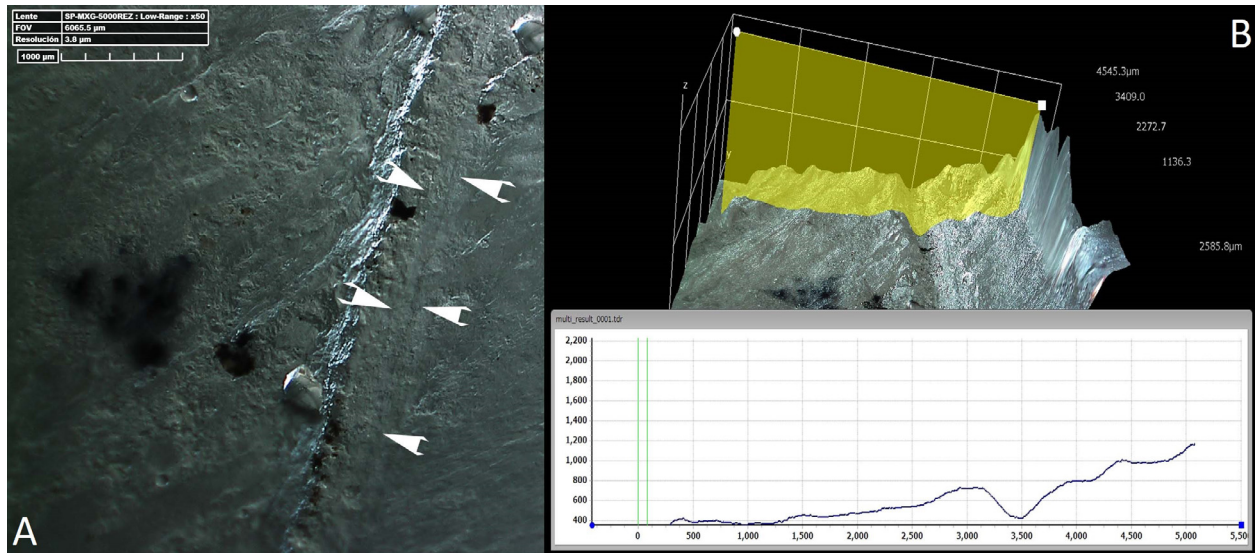 Lente SP-MXG-5000REZ : Low-Range : x50
FOV 6065.5 µm
Resolución 3.8 µm
1000 µm
A
B
z
y
4545.3µm
3409.0
2272.7
1136.3
2585.8µm
multi_result_0001.tdr
2,200
2,000
1,800
1,600
1,400
1,200
1,000
800
600
400
0 500 1,000 1,500 2,000 2,500 3,000 3,500 4,000 4,500 5,000 5,50